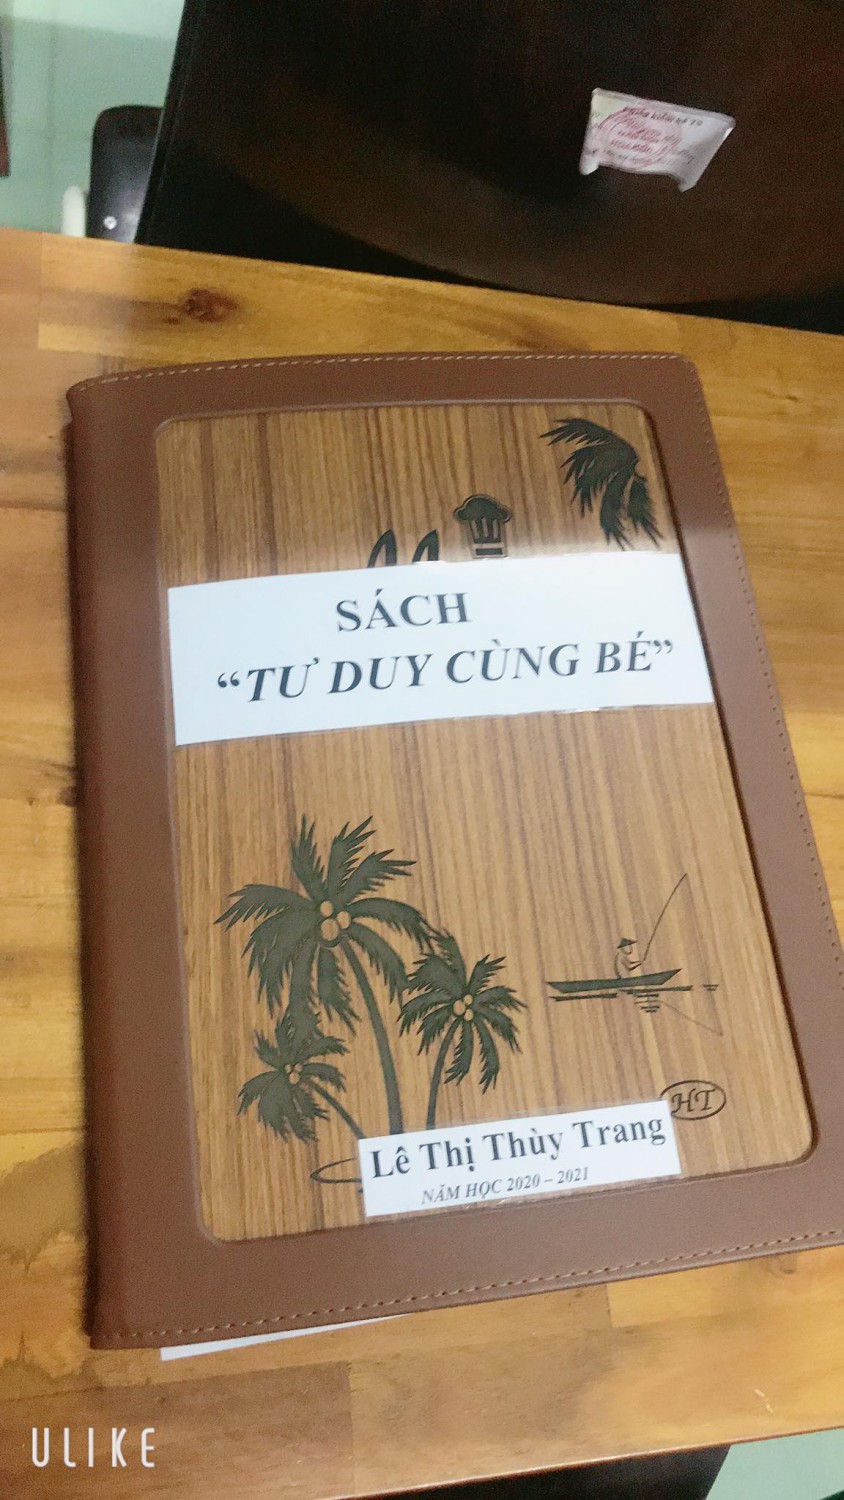 SÁCH
“TƯ DUY CÙNG BÉ”
HT
Lê Thị Thùy Trang
NĂM HỌC 2020 – 2021
ULIKE